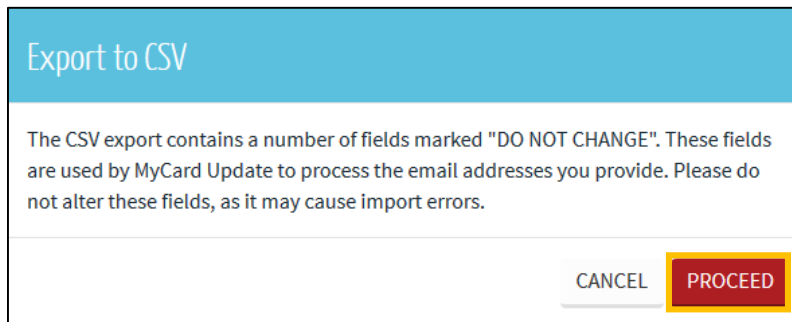 Export to CSV
The CSV export contains a number of fields marked "DO NOT CHANGE". These fields
are used by MyCard Update to process the email addresses you provide. Please do
not alter these fields, as it may cause import errors.
CANCEL PROCEED